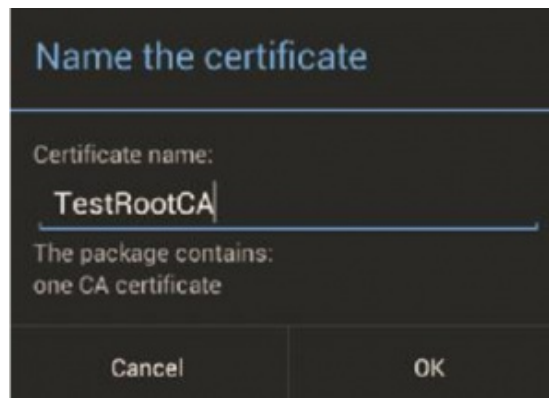 Name the certificate
Certificate name:
TestRootCA
The package contains:
one CA certificate
Cancel
OK